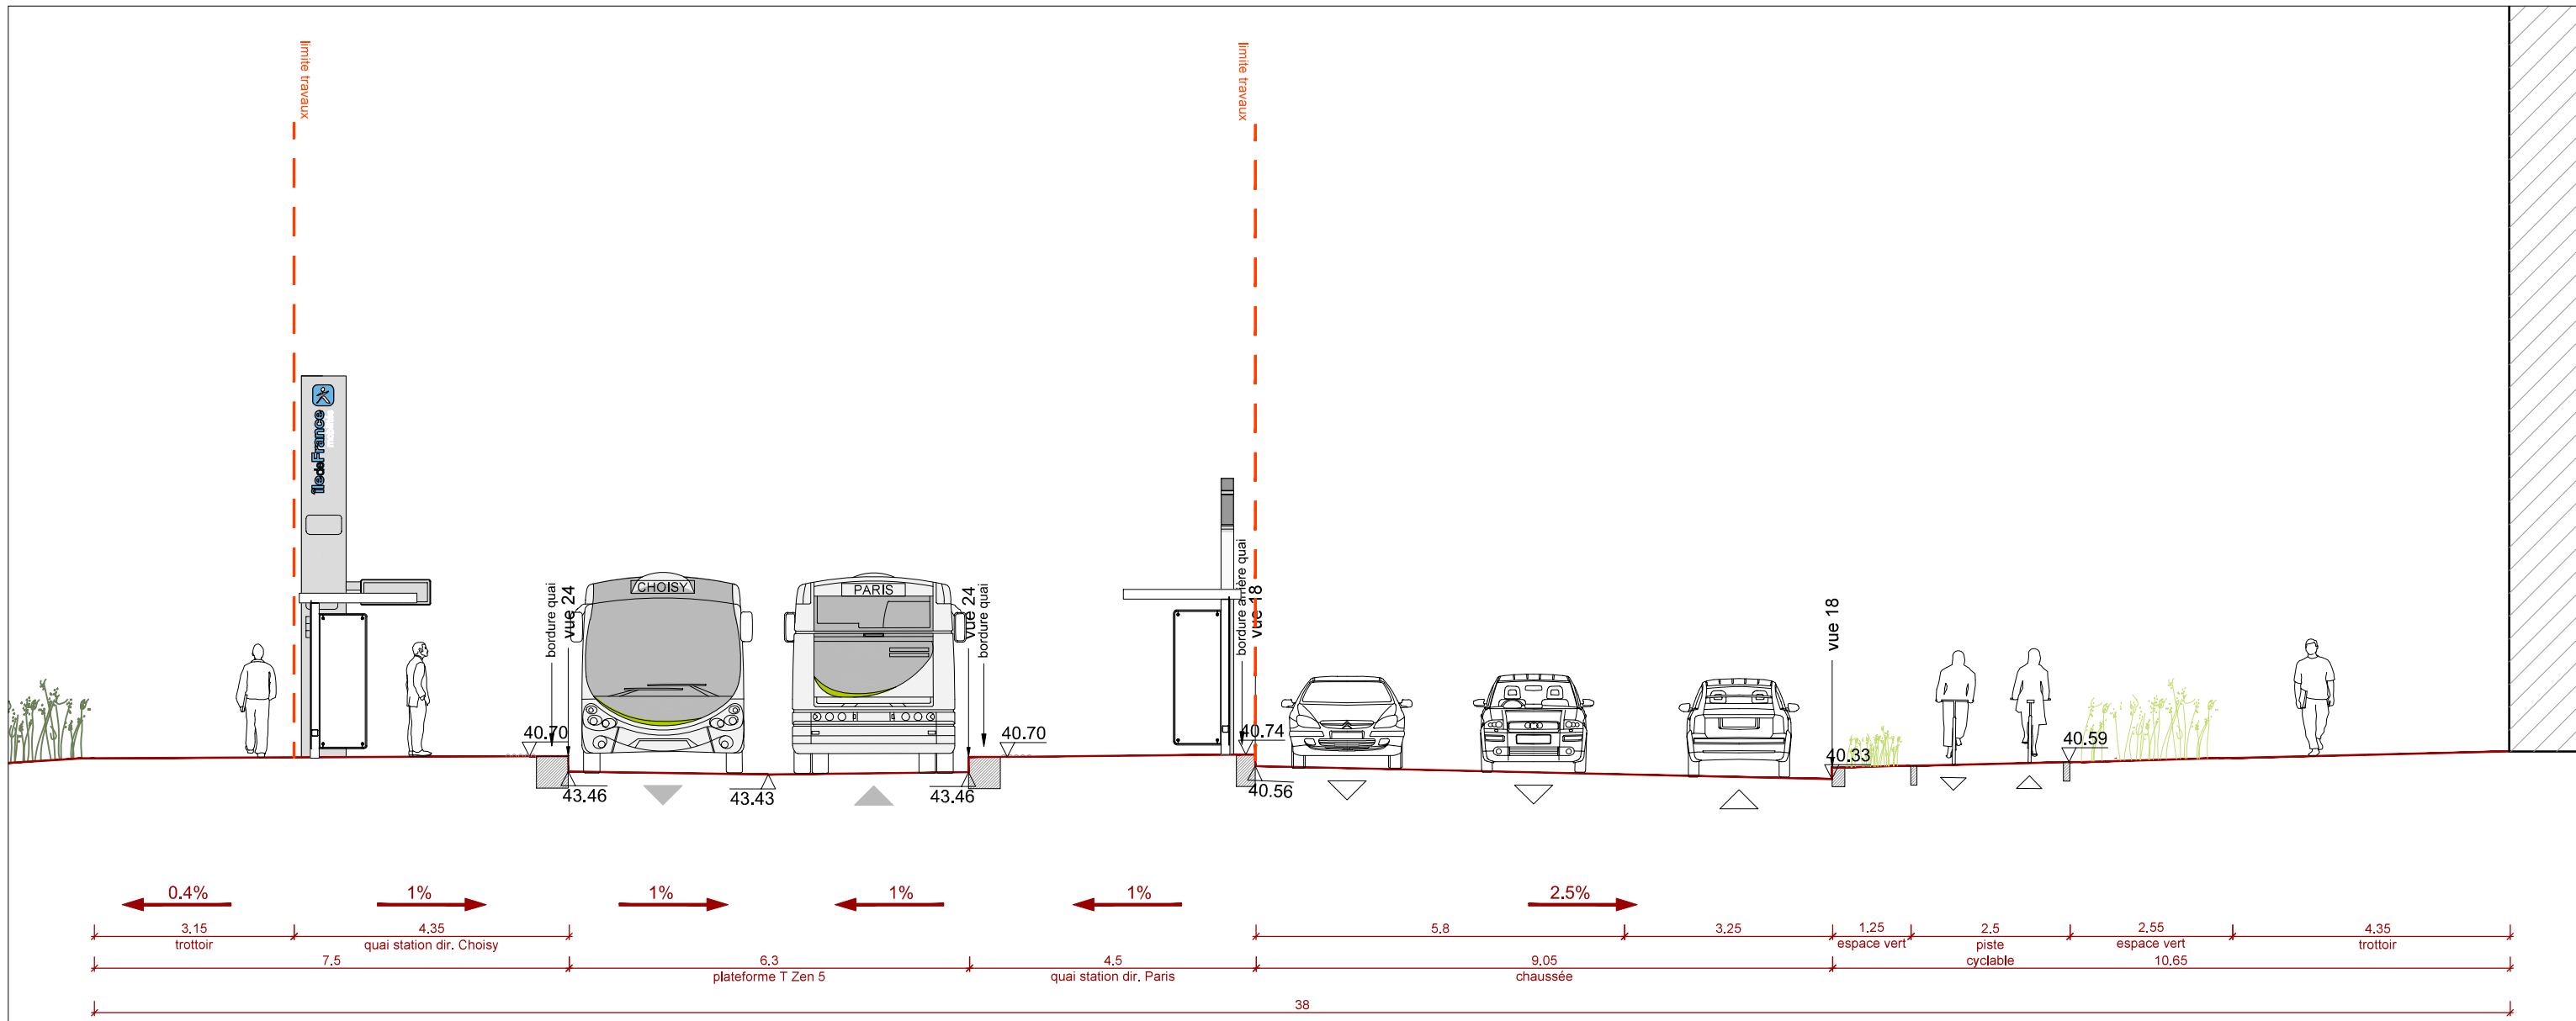 limite travaux
limite travaux
îledeFrance
mobilités
CHOISY
PARIS
bordure quai
vue 24
vue 24
bordure quai
bordure arrière quai
vue 18
vue 18
40.70
40.70
40.74
40.33
40.59
43.46
43.43
43.46
40.56
0.4%
1%
1%
1%
1%
2.5%
3.15
4.35
5.8
3.25
1.25
2.5
2.55
4.35
trottoir
quai station dir. Choisy
espace vert
piste
cyclable
espace vert
trottoir
7.5
6.3
4.5
9.05
10.65
plateforme T Zen 5
quai station dir. Paris
chaussée
38